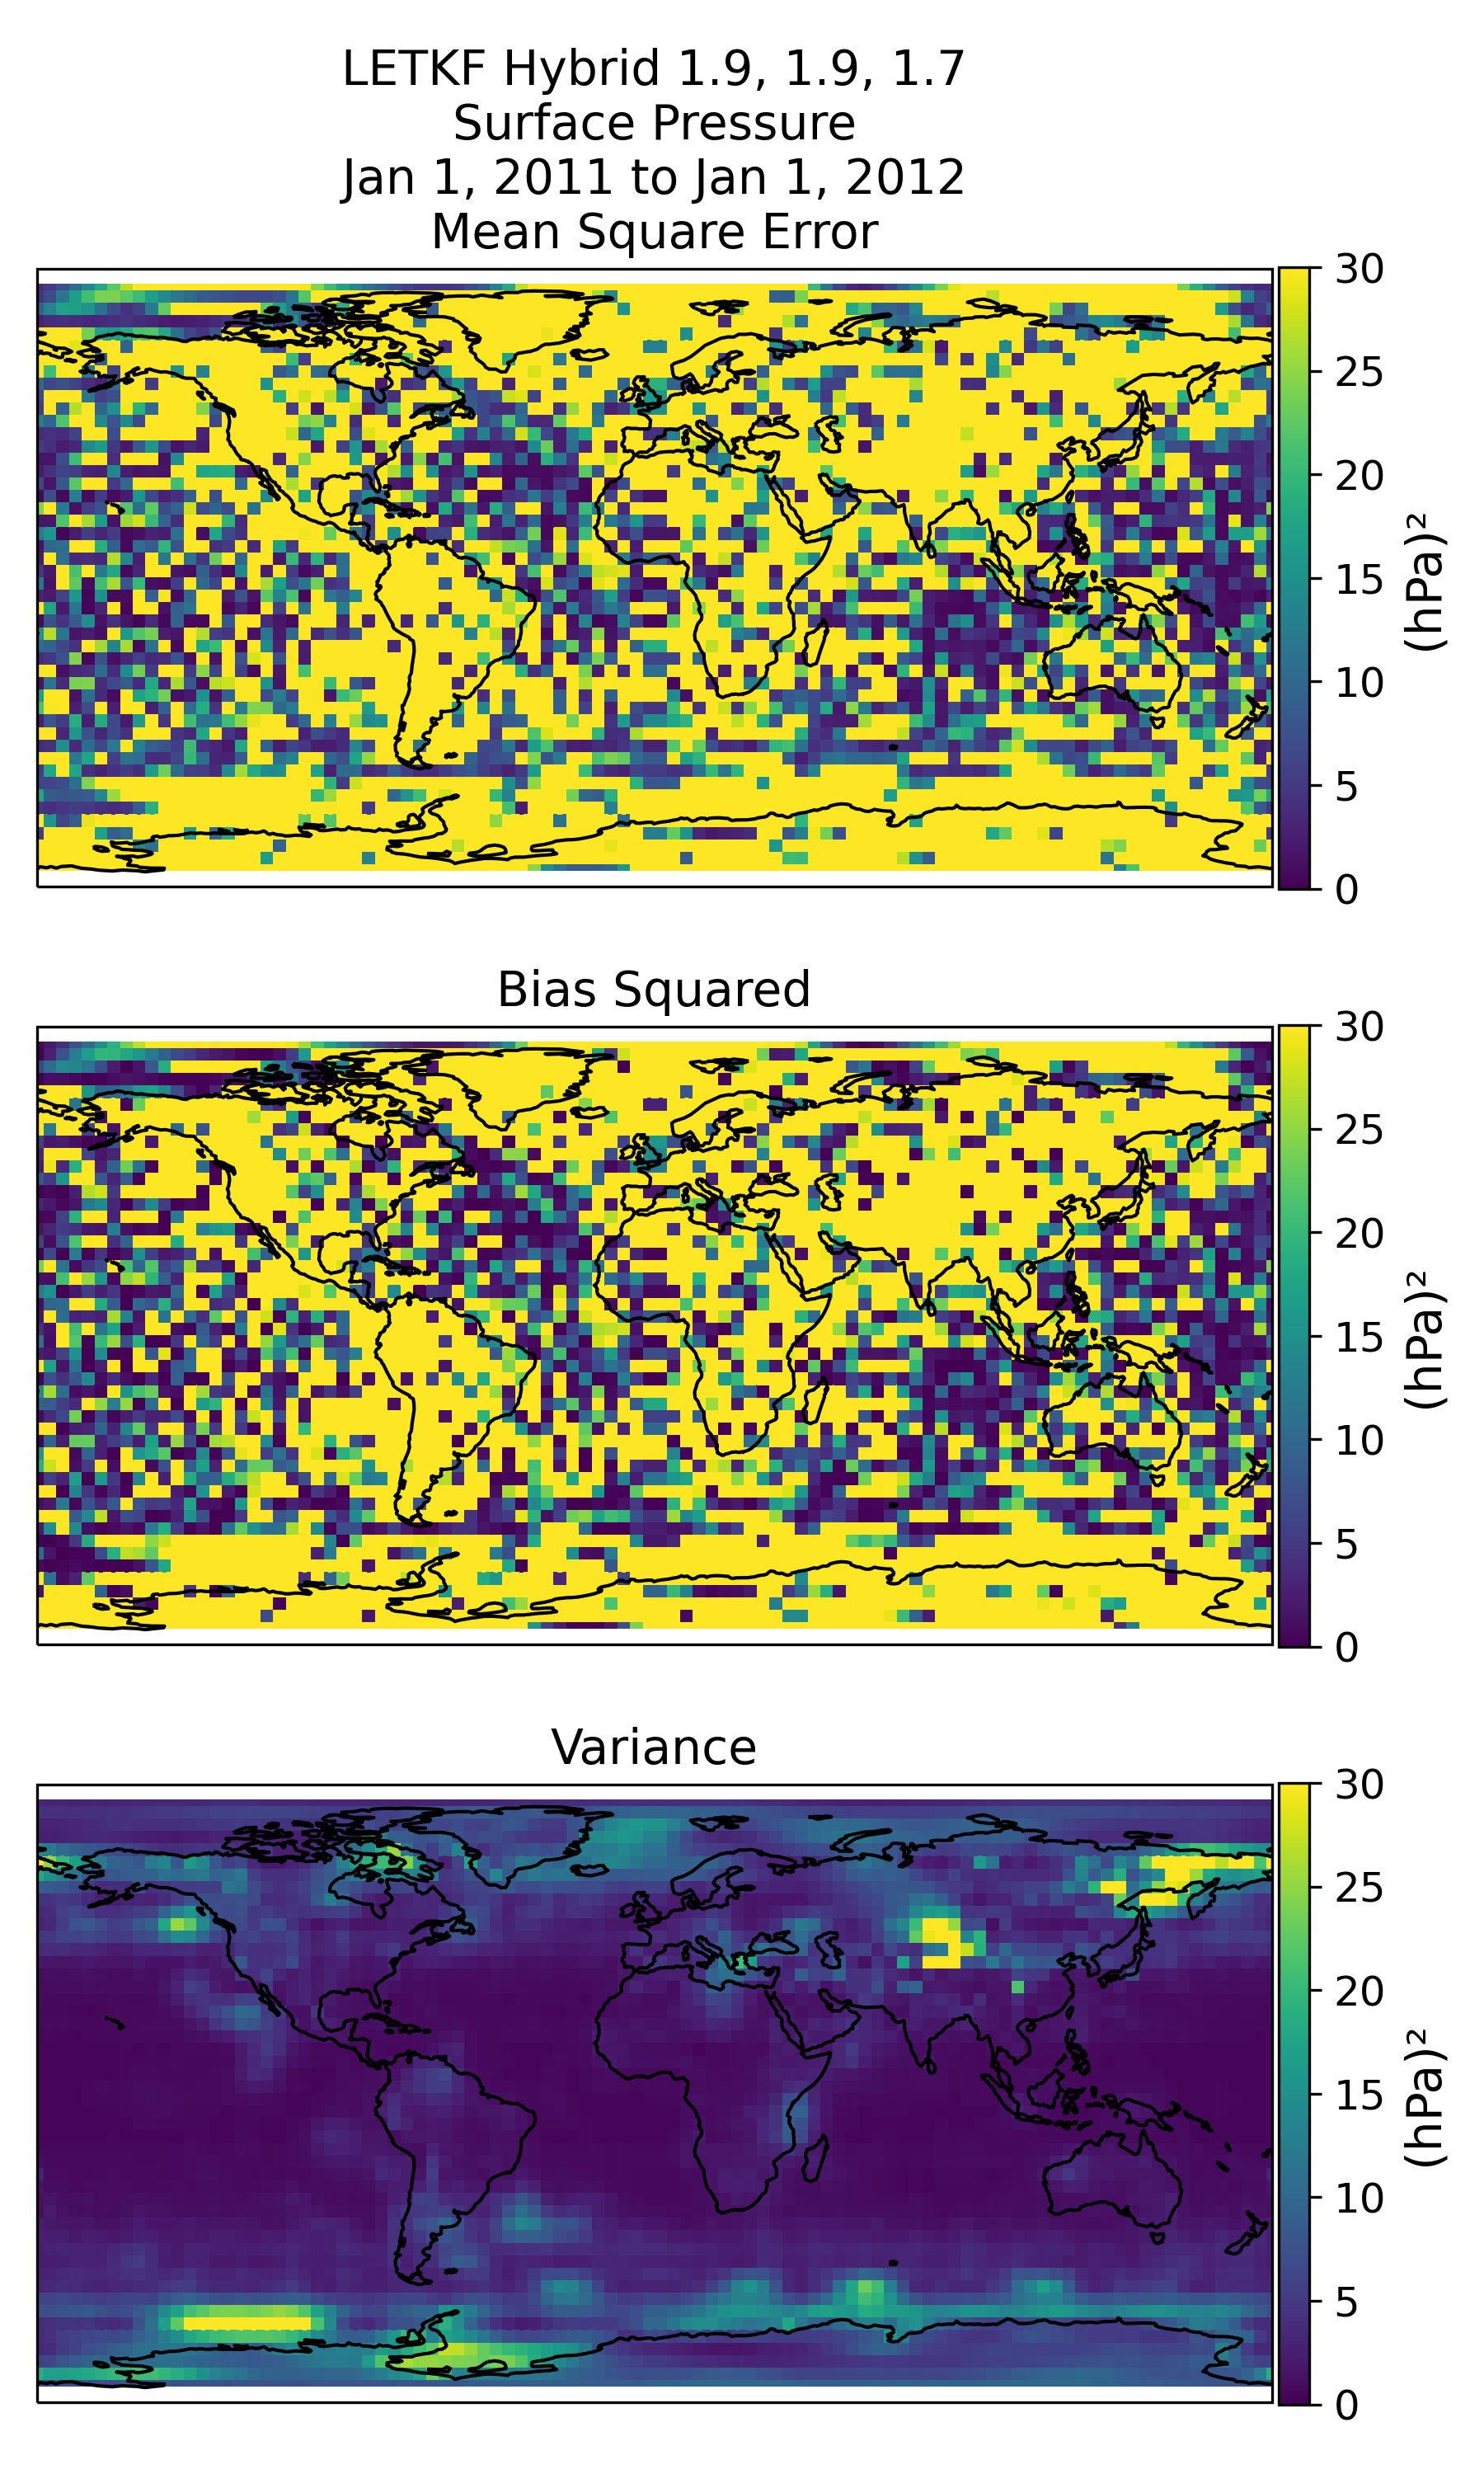 LETKF Hybrid 1.9, 1.9, 1.7
Surface Pressure
Jan 1, 2011 to Jan 1, 2012
Mean Square Error
30
25
20
15
10
5
0
(hPa)²
Bias Squared
30
25
20
15
10
5
0
(hPa)²
Variance
30
25
20
15
10
5
0
(hPa)²